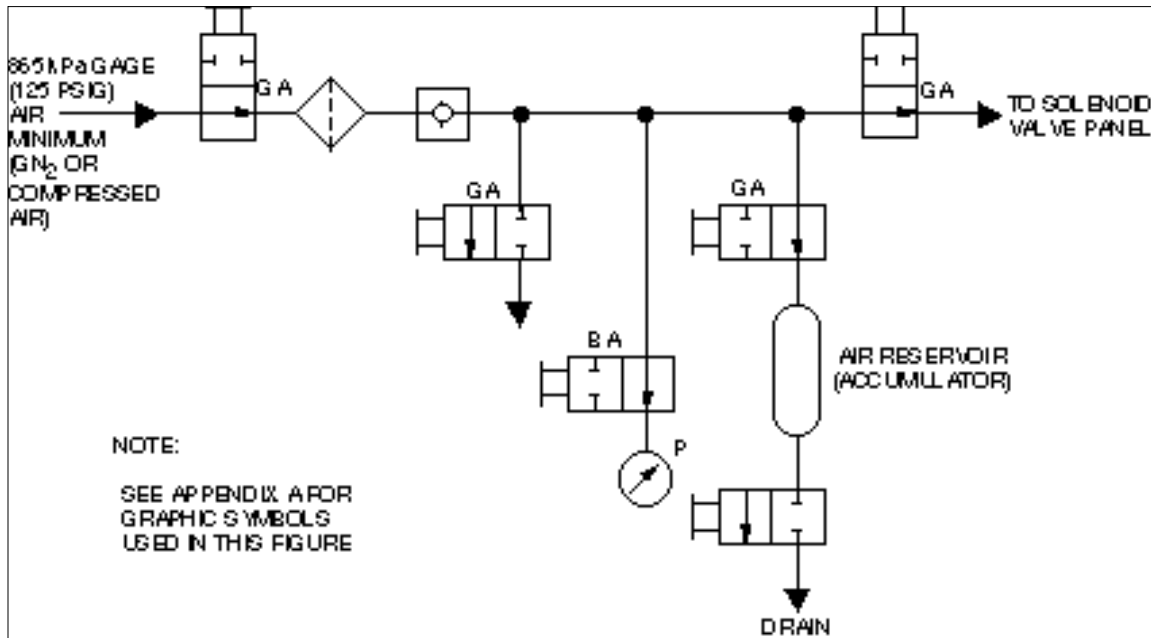 865 kPa GAGE
(125 PSIG)
AIR
MINIMUM
(GN2 OR
COMPRESSED
AIR)
GA
GA
TO SOLENOID
VALVE PANEL
GA
GA
BA
AIR RESERVOIR
(ACCUMULLATOR)
P
NOTE:
SEE APPENDIX A FOR
GRAPHIC SYMBOLS
USED IN THIS FIGURE
DRAIN